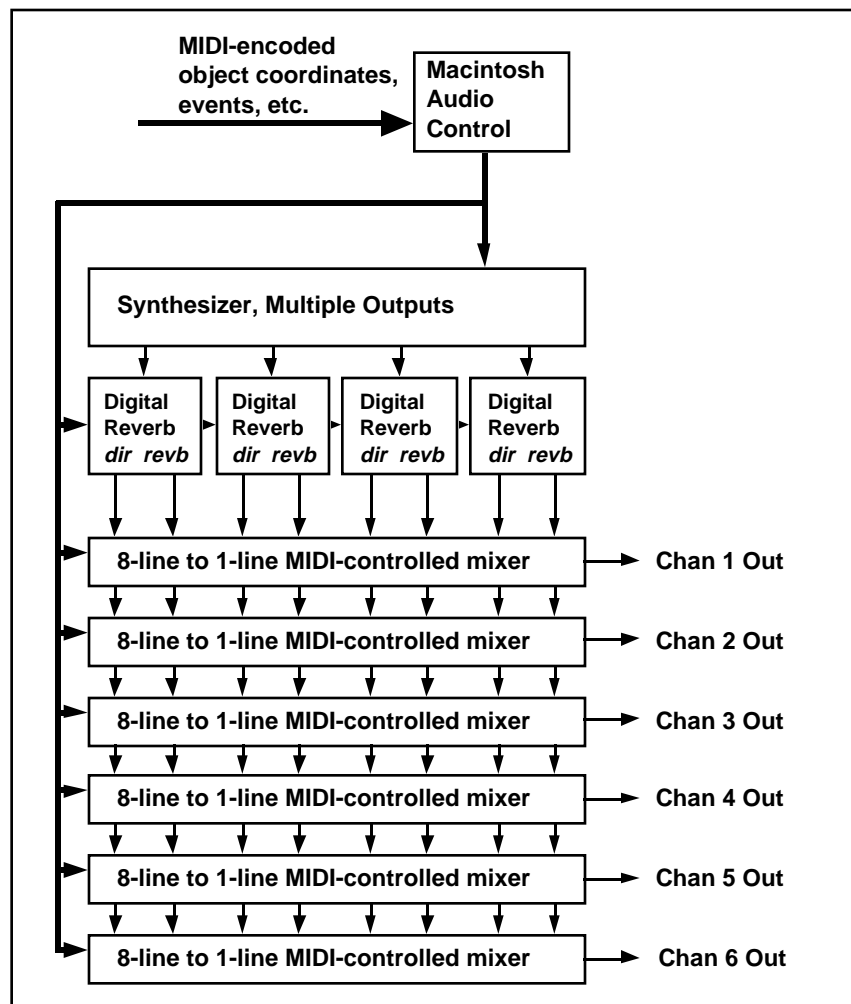 MIDI-encoded
object coordinates,
events, etc.
Macintosh
Audio
Control
Synthesizer, Multiple Outputs
Digital
Reverb
dir revb
Digital
Reverb
dir revb
Digital
Reverb
dir revb
Digital
Reverb
dir revb
8-line to 1-line MIDI-controlled mixer
Chan 1 Out
8-line to 1-line MIDI-controlled mixer
Chan 2 Out
8-line to 1-line MIDI-controlled mixer
Chan 3 Out
8-line to 1-line MIDI-controlled mixer
Chan 4 Out
8-line to 1-line MIDI-controlled mixer
Chan 5 Out
8-line to 1-line MIDI-controlled mixer
Chan 6 Out